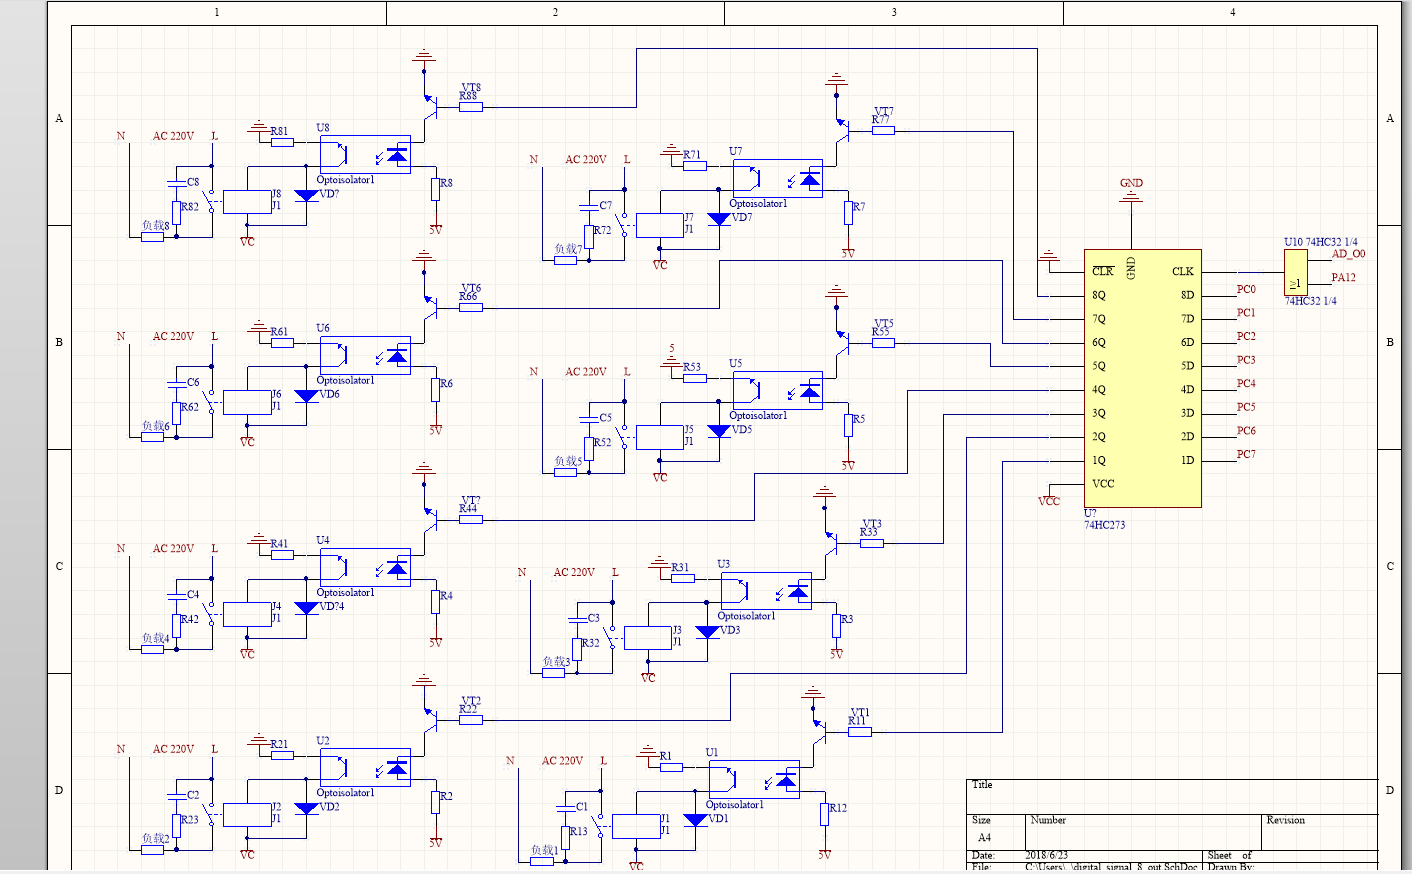 1 2 3 4
A A
B B
C C
D D
VT8
R88
N AC 220V L
R81
U8
Optoisolator1
C8
R82
J8
J1
VD?
R8
5V
负载8
VC
VT7
R77
N AC 220V L
R71
U7
Optoisolator1
C7
R72
J7
J1
VD7
R7
5V
负载7
VC
VT6
R66
N AC 220V L
R61
U6
Optoisolator1
C6
R62
J6
J1
VD6
R6
5V
负载6
VC
VT5
R55
N AC 220V L
5
R53
U5
Optoisolator1
C5
R52
J5
J1
VD5
R5
5V
负载5
VC
VT?
R44
N AC 220V L
R41
U4
Optoisolator1
C4
R42
J4
J1
VD?4
R4
5V
负载4
VC
VT3
R33
N AC 220V L
R31
U3
Optoisolator1
C3
R32
J3
J1
VD3
R3
5V
负载3
VC
VT2
R22
N AC 220V L
R21
U2
Optoisolator1
C2
R23
J2
J1
VD2
R2
5V
负载2
VC
VT1
R11
N AC 220V L
R1
U1
Optoisolator1
C1
R13
J1
J1
VD1
R12
5V
负载1
VC
GND
GND
CLR CLK
8Q 8D PC0
7Q 7D PC1
6Q 6D PC2
5Q 5D PC3
4Q 4D PC4
3Q 3D PC5
2Q 2D PC6
1Q 1D PC7
VCC
VCC
U?
74HC273
U10 74HC32 1/4
AD_O0
PA12
≥1
74HC32 1/4
Title
Size Number Revision
A4
Date: 2018/6/23 Sheet of
File: C:\Users\..\digital_signal_8_out.SchDoc Drawn By: